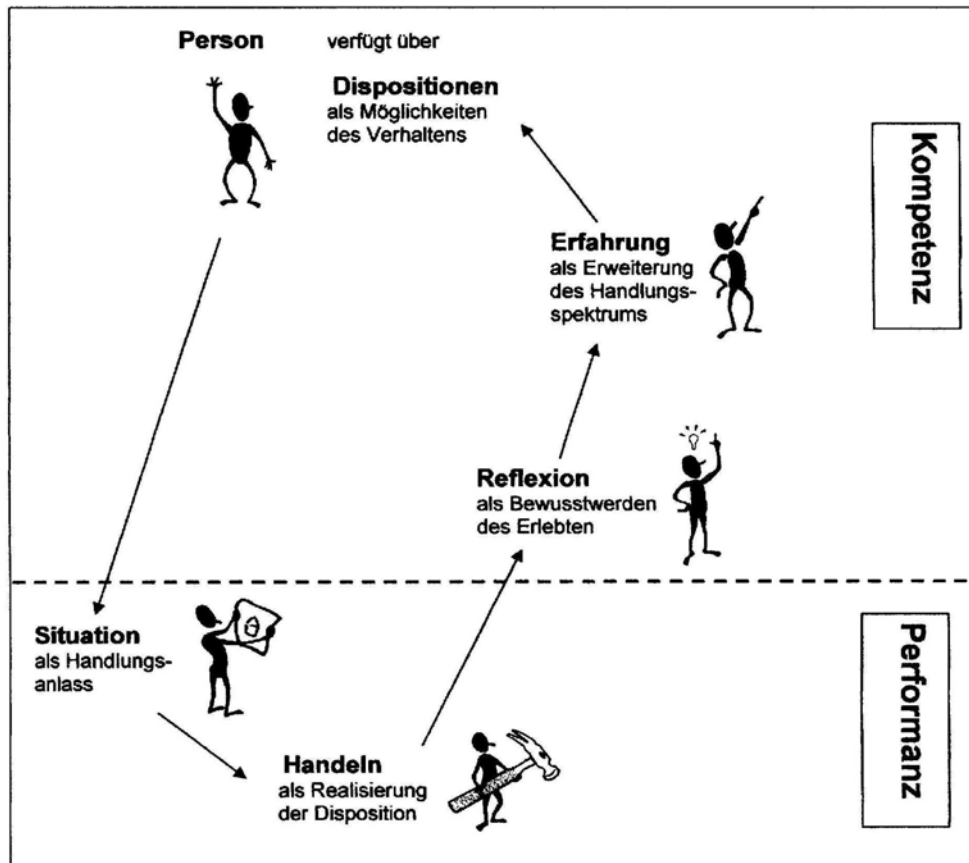 Person verfügt über
Dispositionen
als Möglichkeiten
des Verhaltens
Kompetenz
Erfahrung
als Erweiterung
des Handlungs-
spektrums
Reflexion
als Bewusstwerden
des Erlebten
Situation
als Handlungs-
anlass
Performanz
Handeln
als Realisierung
der Disposition